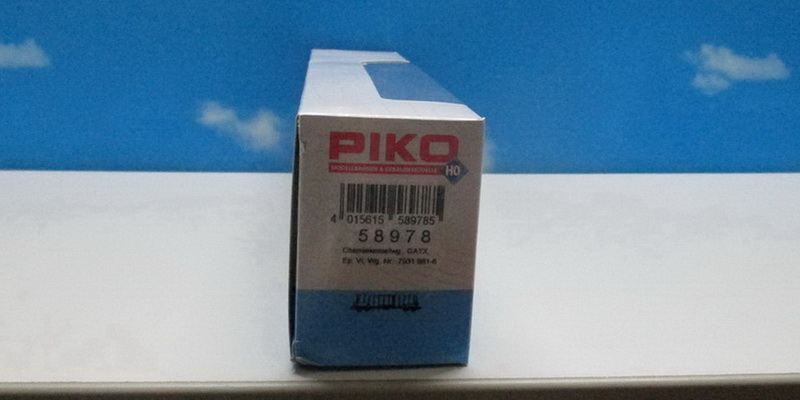 PIKO
H0
4 015615 589785
58978
Chemiekesselwg., GATX,
Ep. VI, Wg. Nr.: 7931 881-6